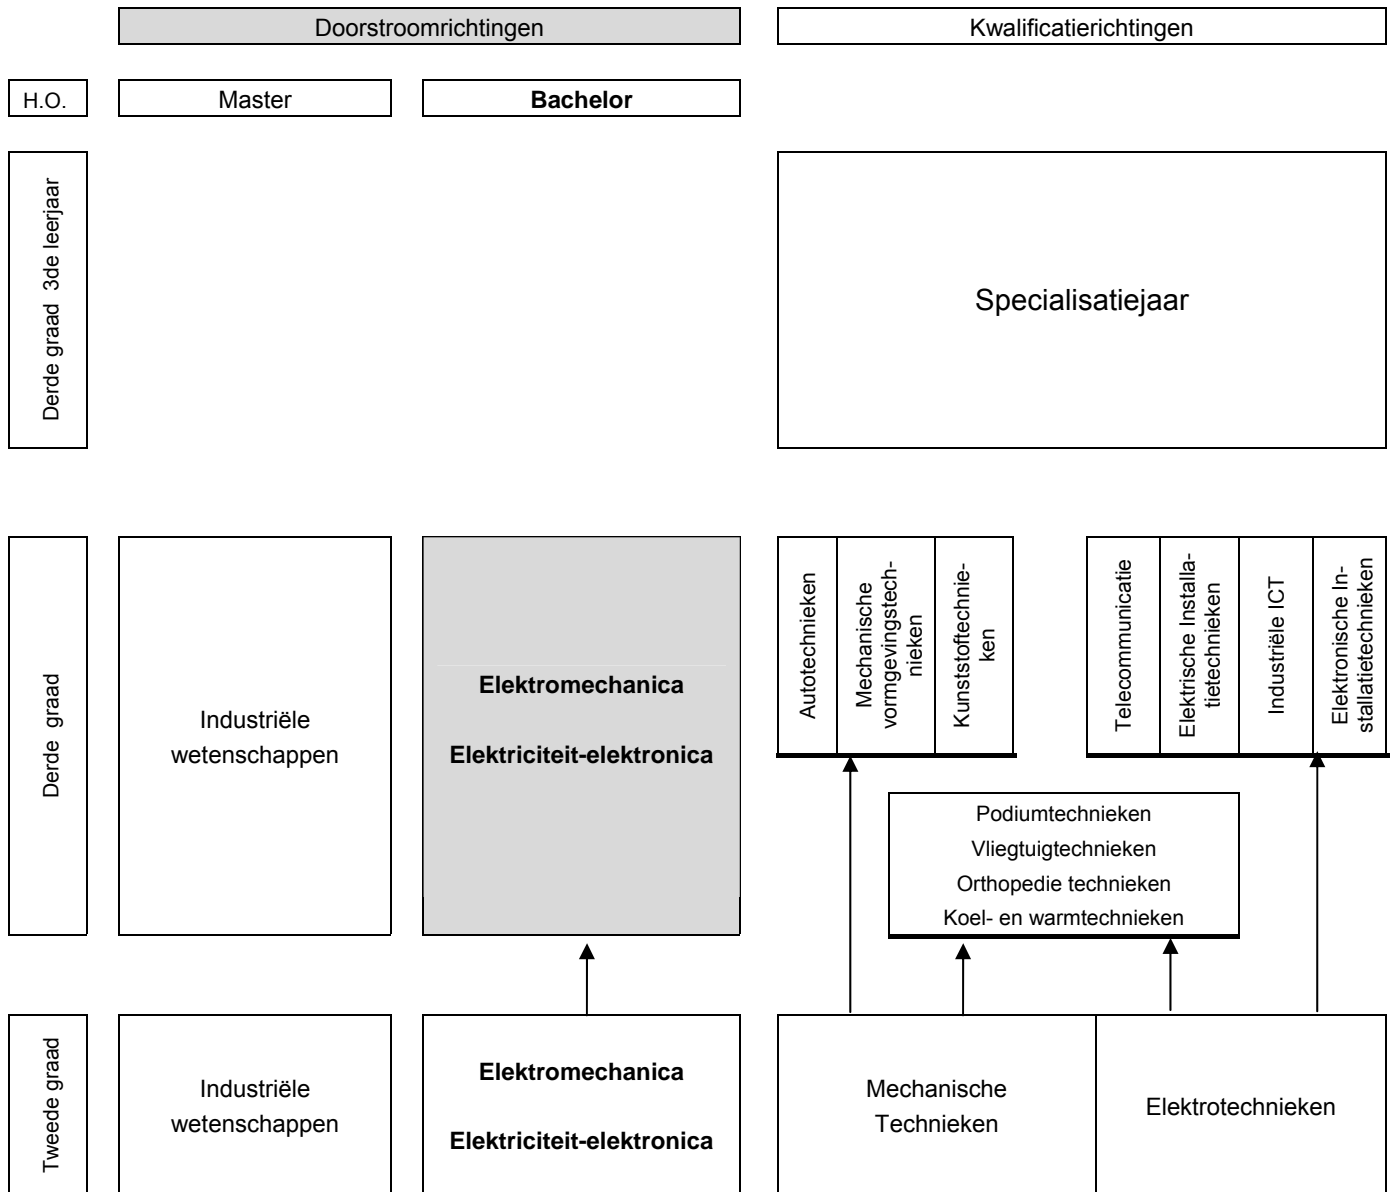 Doorstroomrichtingen
Kwalificatierichtingen
H.O.
Master
Bachelor
Derde graad 3de leerjaar
Specialisatiejaar
Derde graad
Industriële
wetenschappen
Elektromechanica
Elektriciteit-elektronica
Autotechnieken
Mechanische
vormgevingstech-
nieken
Kunststoftechnie-
ken
Telecommunicatie
Elektrische Installa-
tietechnieken
Industriële ICT
Elektronische In-
stallatietechnieken
Podiumtechnieken
Vliegtuigtechnieken
Orthopedie technieken
Koel- en warmtechnieken
Tweede graad
Industriële
wetenschappen
Elektromechanica
Elektriciteit-elektronica
Mechanische
Technieken
Elektrotechnieken